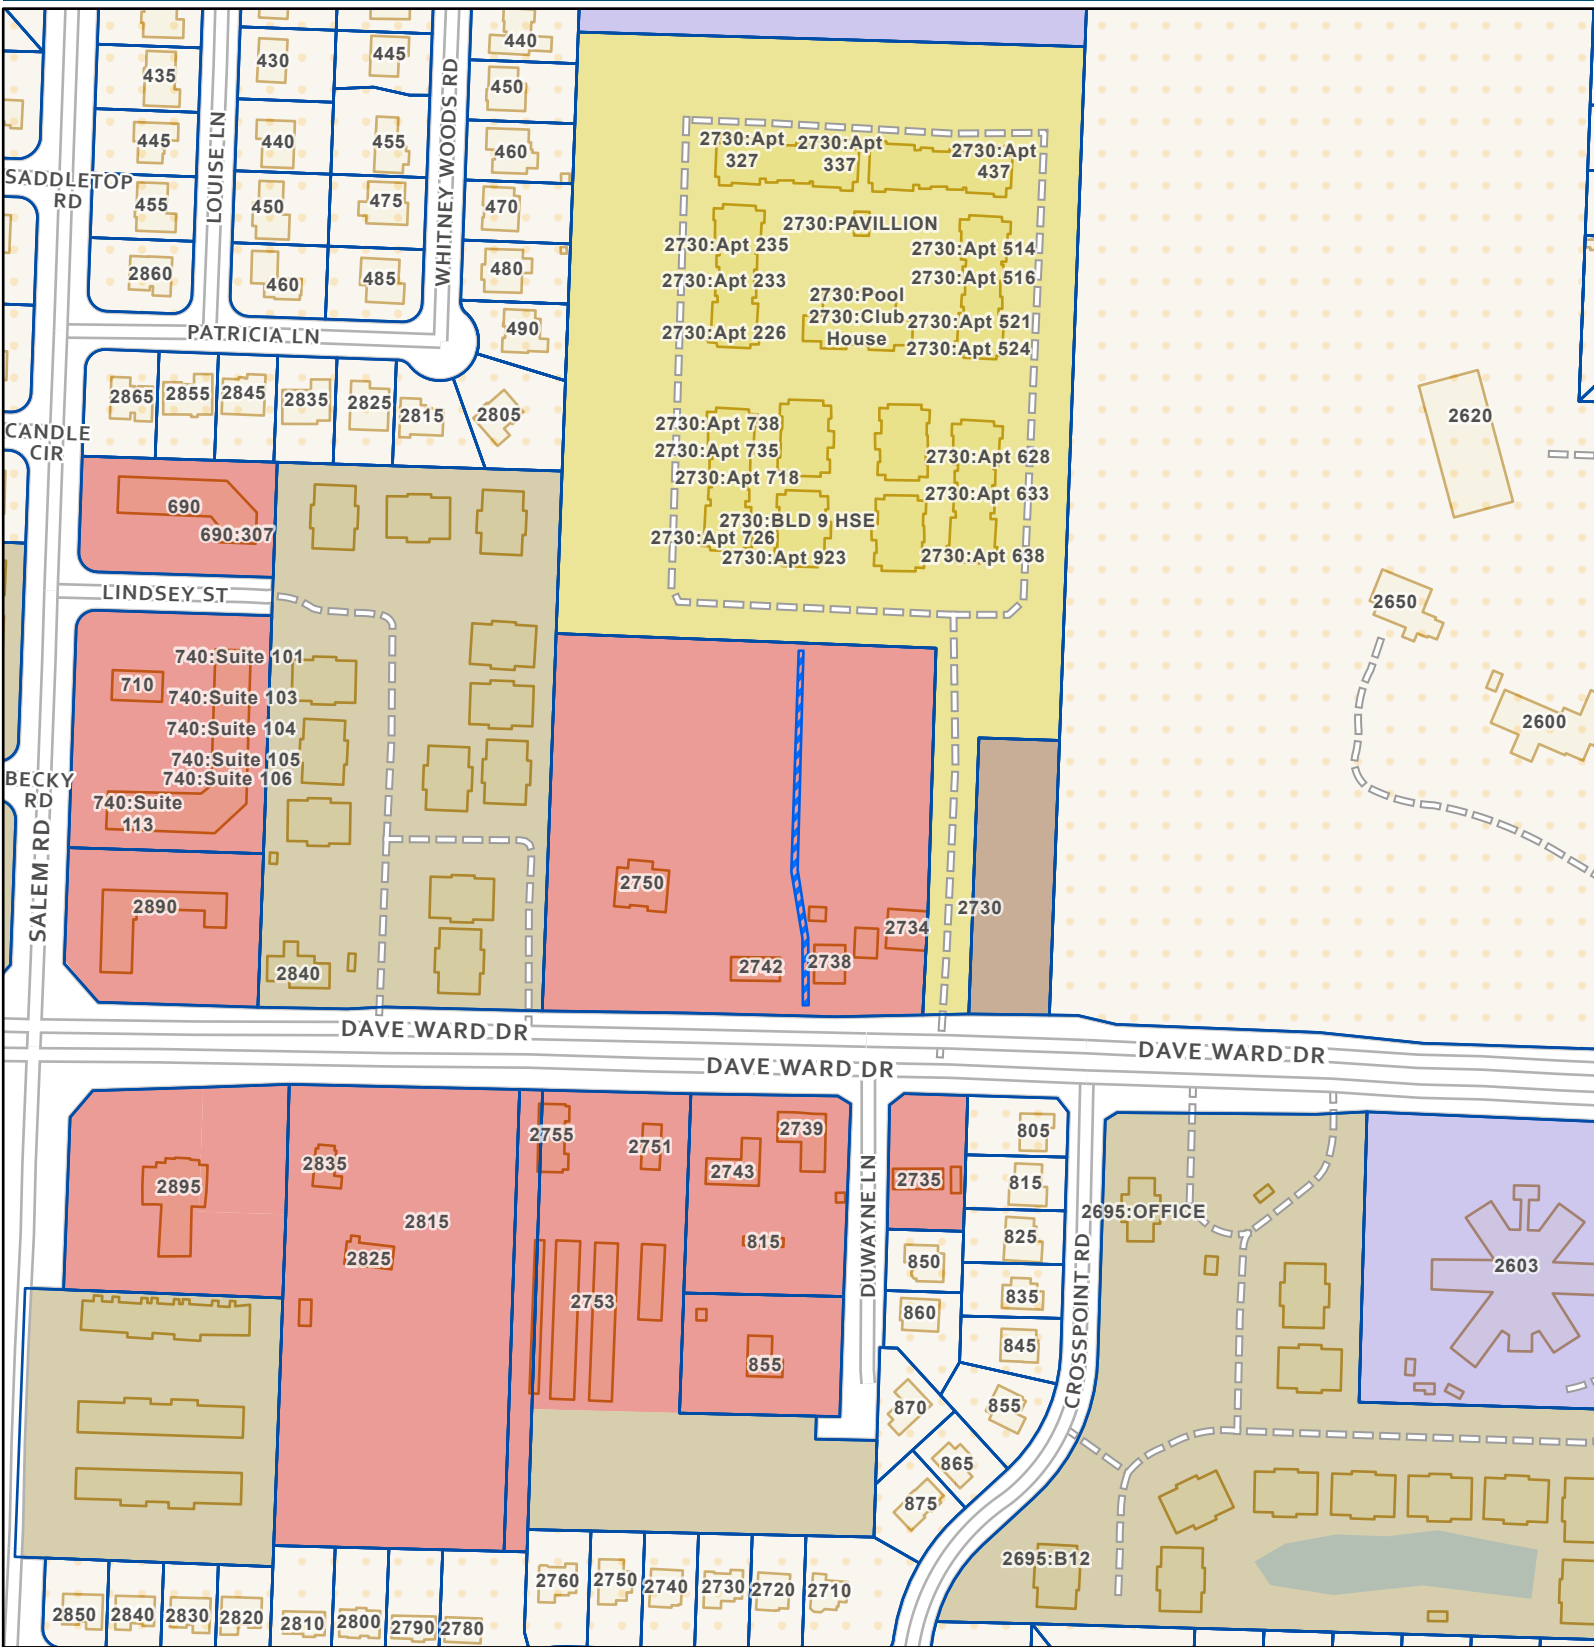 440
430
445
435
450
445
440
455
460
SADDLETOP
RD
LOUISE LN
WHITNEY WOODS RD
455
450
475
470
2860
460
485
480
490
PATRICIA LN
2865
2855
2845
2835
2825
2815
2805
CANDLE
CIR
690
690:307
LINDSEY ST
2730:Apt
327
2730:Apt
337
2730:Apt
437
2730:PAVILLION
2730:Apt 235
2730:Apt 514
2730:Apt 233
2730:Apt 516
2730:Pool
2730:Club
House
2730:Apt 521
2730:Apt 226
2730:Apt 524
2730:Apt 738
2730:Apt 735
2730:Apt 628
2730:Apt 718
2730:Apt 633
2730:BLD 9 HSE
2730:Apt 726
2730:Apt 923
2730:Apt 638
2620
2650
2600
740:Suite 101
710
740:Suite 103
740:Suite 104
740:Suite 105
740:Suite 106
740:Suite
113
BECKY
RD
SALEM RD
2890
2840
2750
2742
2738
2734
2730
DAVE WARD DR
DAVE WARD DR
DAVE WARD DR
2895
2835
2815
2825
2755
2751
2743
2739
815
2753
855
DUWAYNE LN
2735
805
815
825
850
835
860
845
870
855
865
875
CROSSPOINT RD
2695:OFFICE
2603
2695:B12
2850
2840
2830
2820
2810
2800
2790
2780
2760
2750
2740
2730
2720
2710